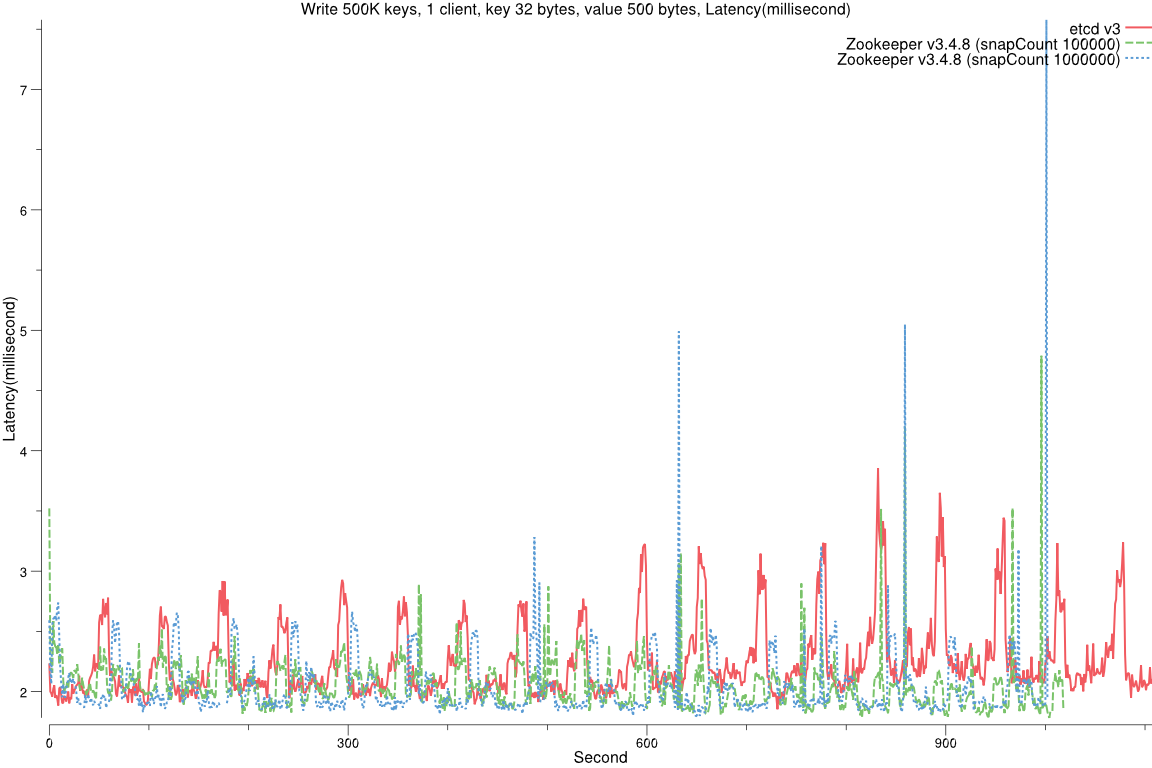 Write 500K keys, 1 client, key 32 bytes, value 500 bytes, Latency(millisecond)
etcd v3
Zookeeper v3.4.8 (snapCount 100000)
Zookeeper v3.4.8 (snapCount 1000000)
7
6
5
4
3
2
Latency(millisecond)
0
300
600
900
Second